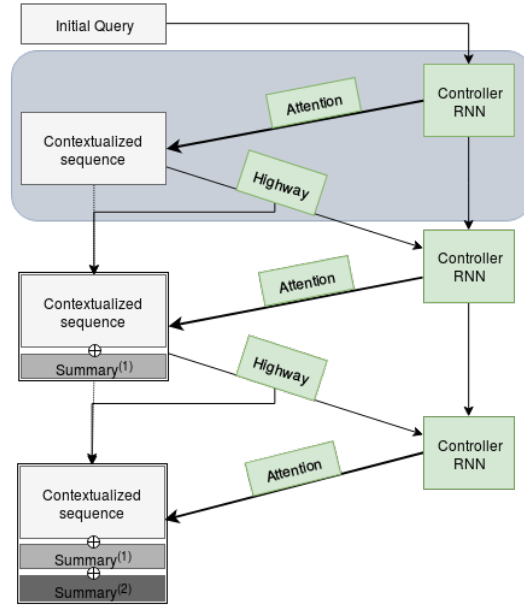 Initial Query
Attention
Controller
RNN
Contextualized
sequence
Highway
Controller
RNN
Attention
Contextualized
sequence
Summary(1)
Highway
Controller
RNN
Attention
Contextualized
sequence
Summary(1)
Summary(2)